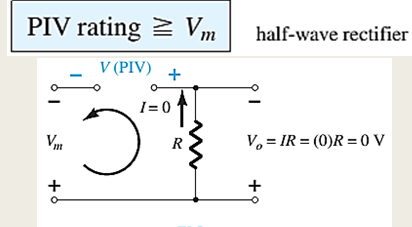 PIV rating ≧ Vm
half-wave rectifier
− V (PIV) +
− I = 0 −
Vm R Vo = IR = (0)R = 0 V
+ +